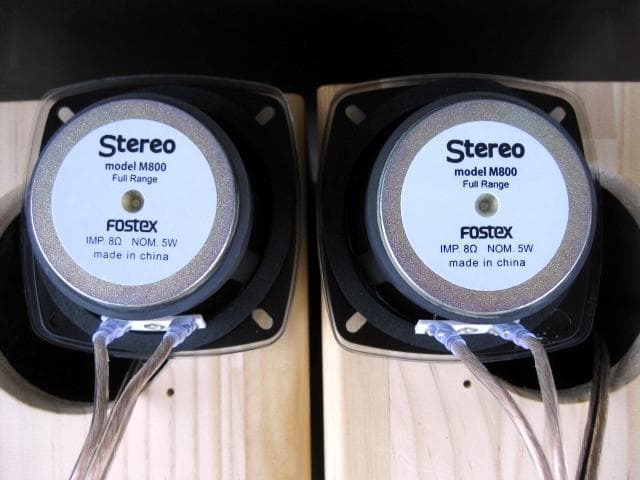 Stereo
model M800
Full Range
FOSTEX
IMP. 8Ω NOM. 5W
made in china
Stereo
model M800
Full Range
FOSTEX
IMP. 8Ω NOM. 5W
made in china